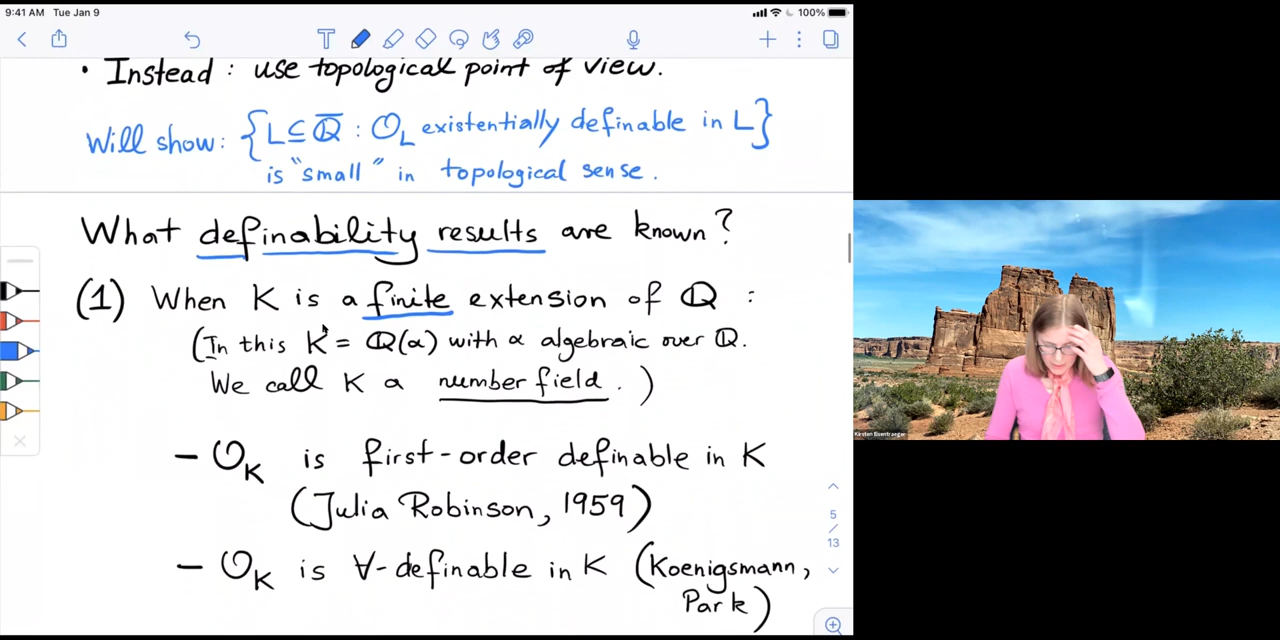 9:41 AM Tue Jan 9
100%
• Instead : use topological point of view.
Will show: {L ⊆ Q̅ : O_L existentially definable in L}
is "small" in topological sense.
What definability results are known?
(1) When K is a finite extension of ℚ :
(In this K = ℚ(α) with α algebraic over ℚ.
We call K a number field. )
– O_K is first-order definable in K
(Julia Robinson, 1959)
– O_K is ∀-definable in K (Koenigsmann,
Park)
5
/
13
Kirsten Eisentraeger